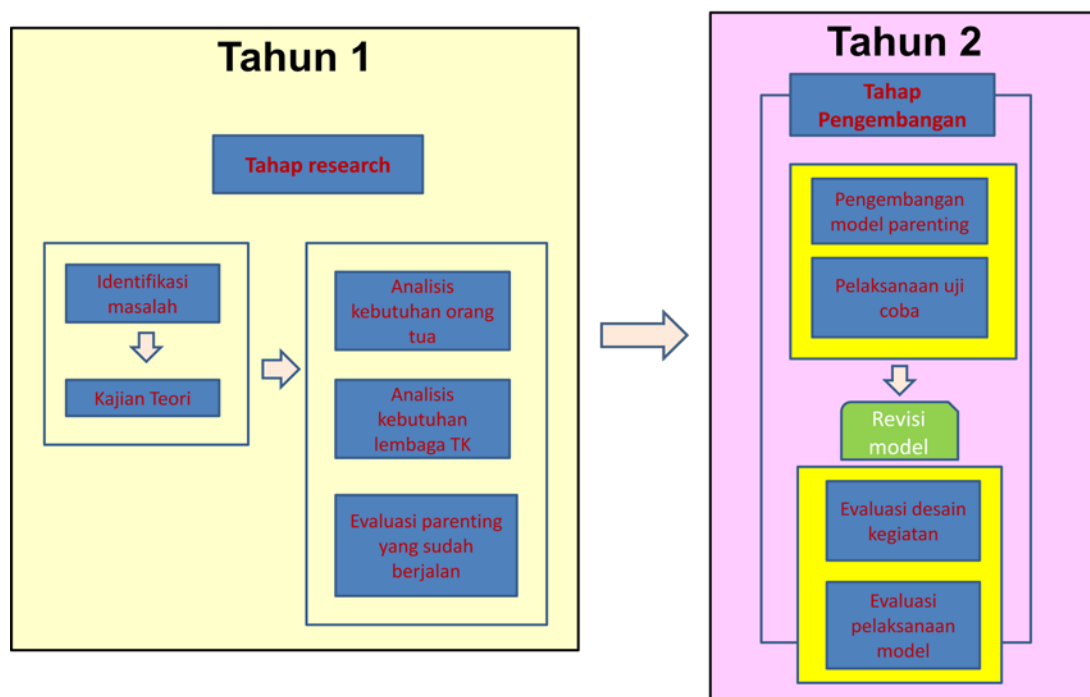 Tahun 1
Tahap research
Identifikasi
masalah
Kajian Teori
Analisis
kebutuhan orang
tua
Analisis
kebutuhan
lembaga TK
Evaluasi parenting
yang sudah
berjalan
Tahun 2
Tahap
Pengembangan
Pengembangan
model parenting
Pelaksanaan uji
coba
Revisi
model
Evaluasi desain
kegiatan
Evaluasi
pelaksanaan
model